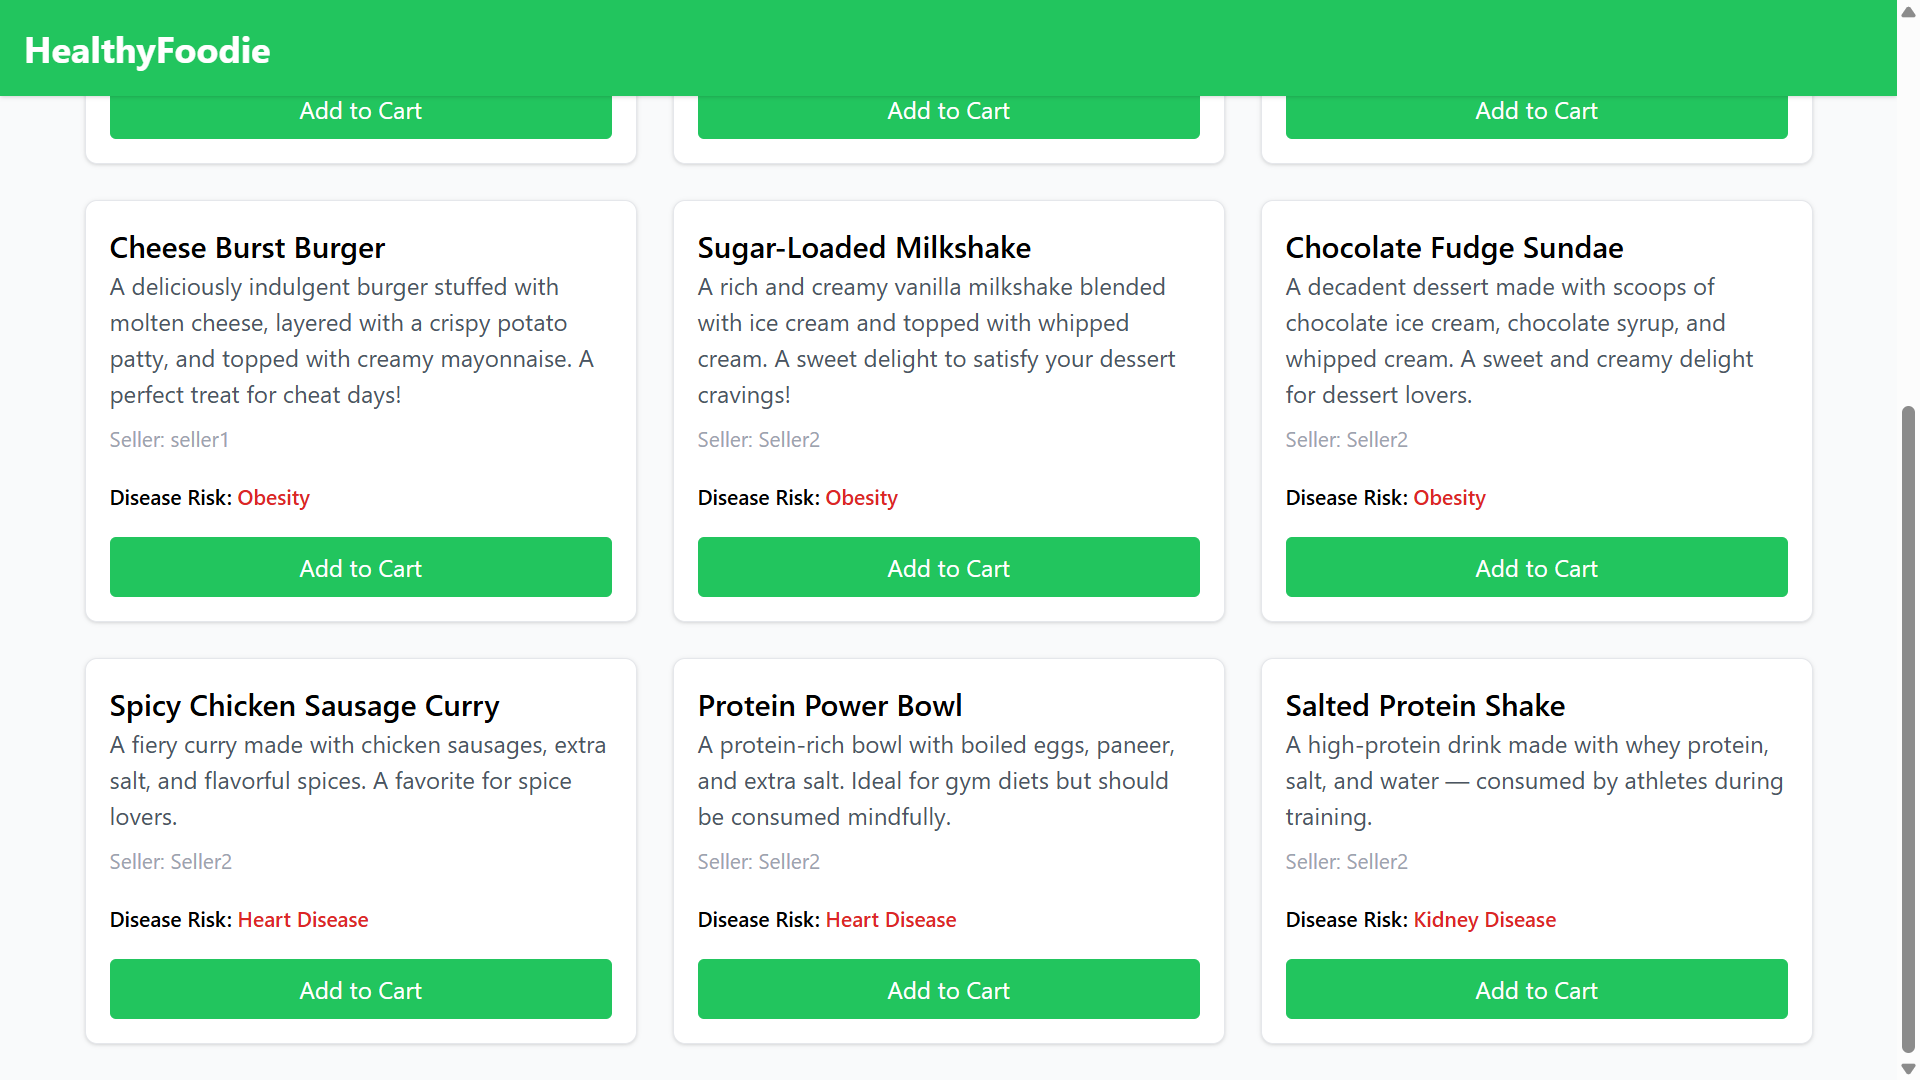 HealthyFoodie
Add to Cart
Add to Cart
Add to Cart
Cheese Burst Burger
A deliciously indulgent burger stuffed with
molten cheese, layered with a crispy potato
patty, and topped with creamy mayonnaise. A
perfect treat for cheat days!
Seller: seller1
Disease Risk: Obesity
Add to Cart
Sugar-Loaded Milkshake
A rich and creamy vanilla milkshake blended
with ice cream and topped with whipped
cream. A sweet delight to satisfy your dessert
cravings!
Seller: Seller2
Disease Risk: Obesity
Add to Cart
Chocolate Fudge Sundae
A decadent dessert made with scoops of
chocolate ice cream, chocolate syrup, and
whipped cream. A sweet and creamy delight
for dessert lovers.
Seller: Seller2
Disease Risk: Obesity
Add to Cart
Spicy Chicken Sausage Curry
A fiery curry made with chicken sausages, extra
salt, and flavorful spices. A favorite for spice
lovers.
Seller: Seller2
Disease Risk: Heart Disease
Add to Cart
Protein Power Bowl
A protein-rich bowl with boiled eggs, paneer,
and extra salt. Ideal for gym diets but should
be consumed mindfully.
Seller: Seller2
Disease Risk: Heart Disease
Add to Cart
Salted Protein Shake
A high-protein drink made with whey protein,
salt, and water — consumed by athletes during
training.
Seller: Seller2
Disease Risk: Kidney Disease
Add to Cart